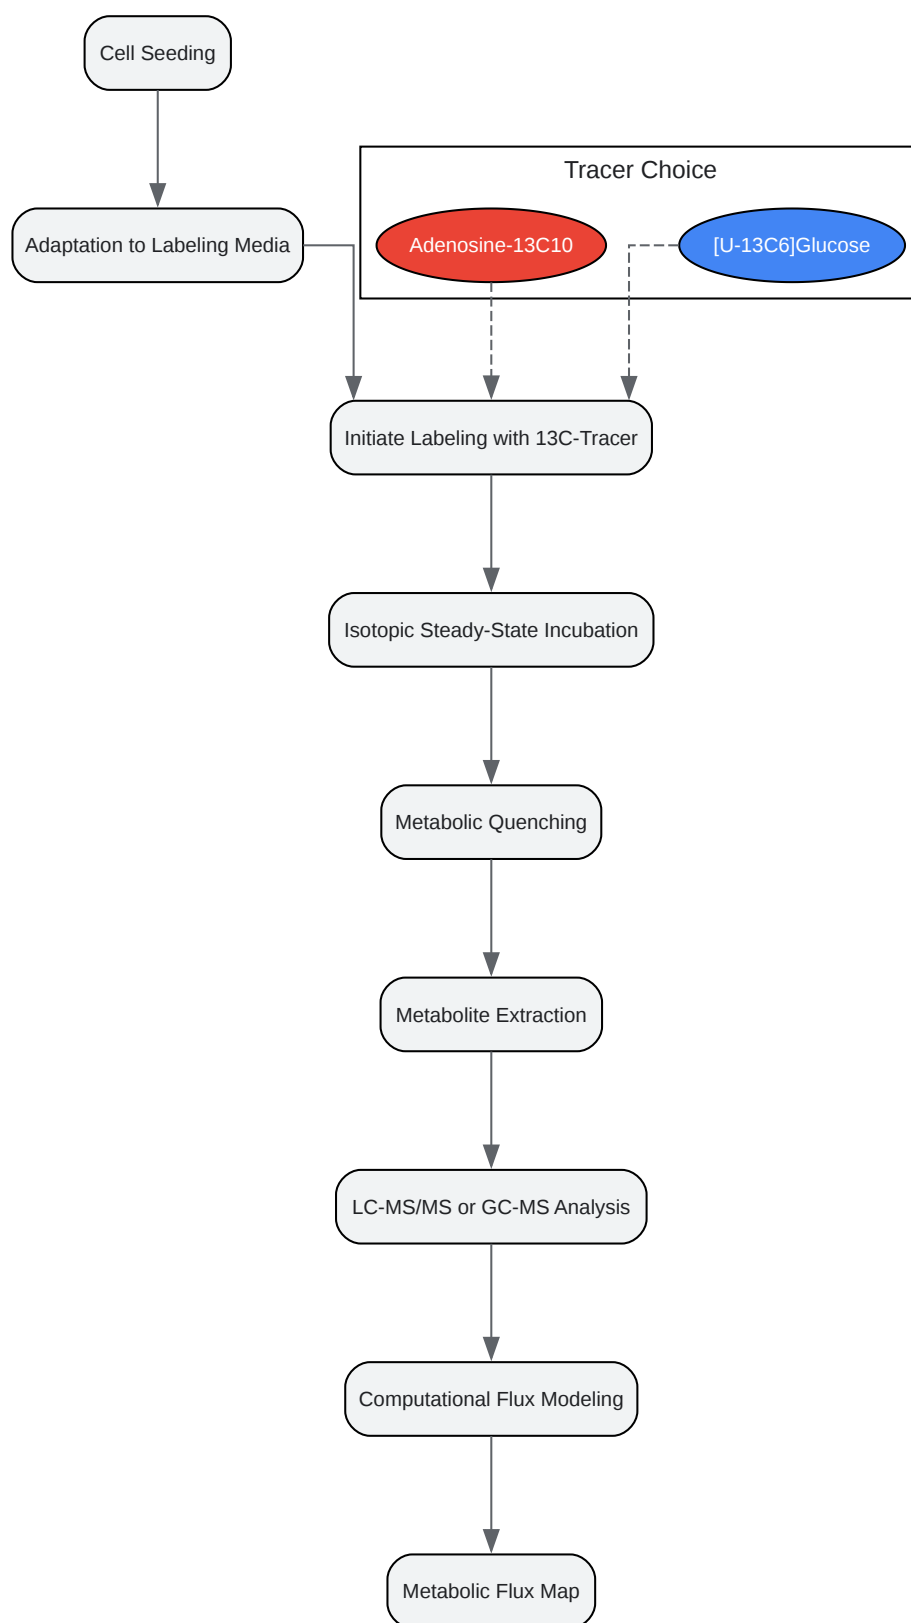 Cell Seeding
Tracer Choice
Adaptation to Labeling Media
Adenosine-13C10
[U-13C6]Glucose
Initiate Labeling with 13C-Tracer
Isotopic Steady-State Incubation
Metabolic Quenching
Metabolite Extraction
LC-MS/MS or GC-MS Analysis
Computational Flux Modeling
Metabolic Flux Map